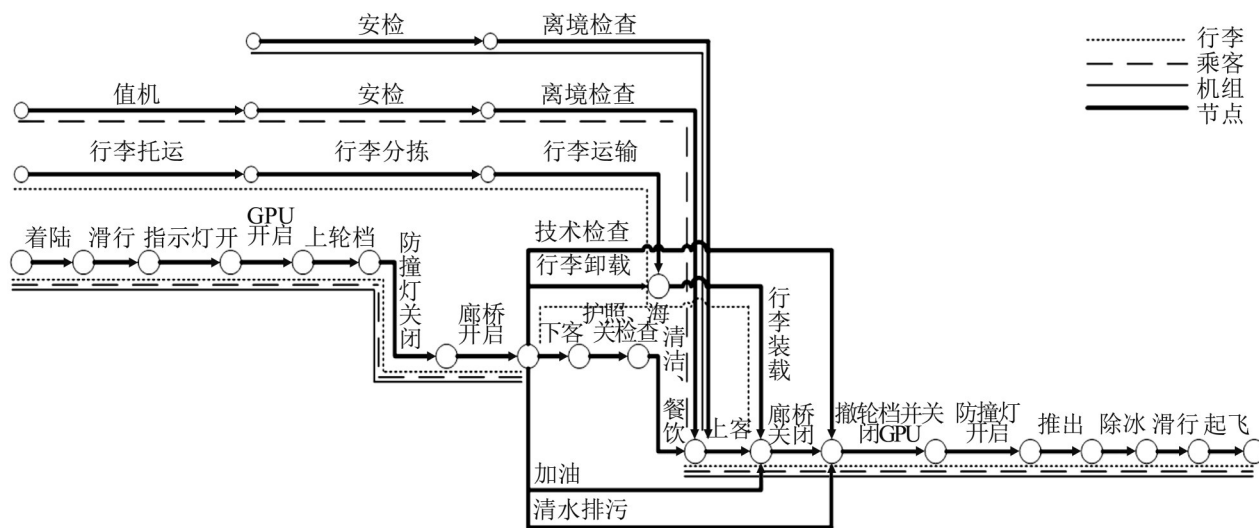 安检
离境检查
行李
乘客
机组
节点
值机
安检
离境检查
行李托运
行李分拣
行李运输
着陆
滑行
指示灯开
GPU
开启
上轮档
防撞灯关闭
廊桥
开启
技术检查
行李卸载
护照、海
关检查
下客
清洁、餐饮
行李装载
上客
廊桥
关闭
撤轮档并关
闭GPU
防撞灯
开启
推出
除冰
滑行
起飞
加油
清水排污